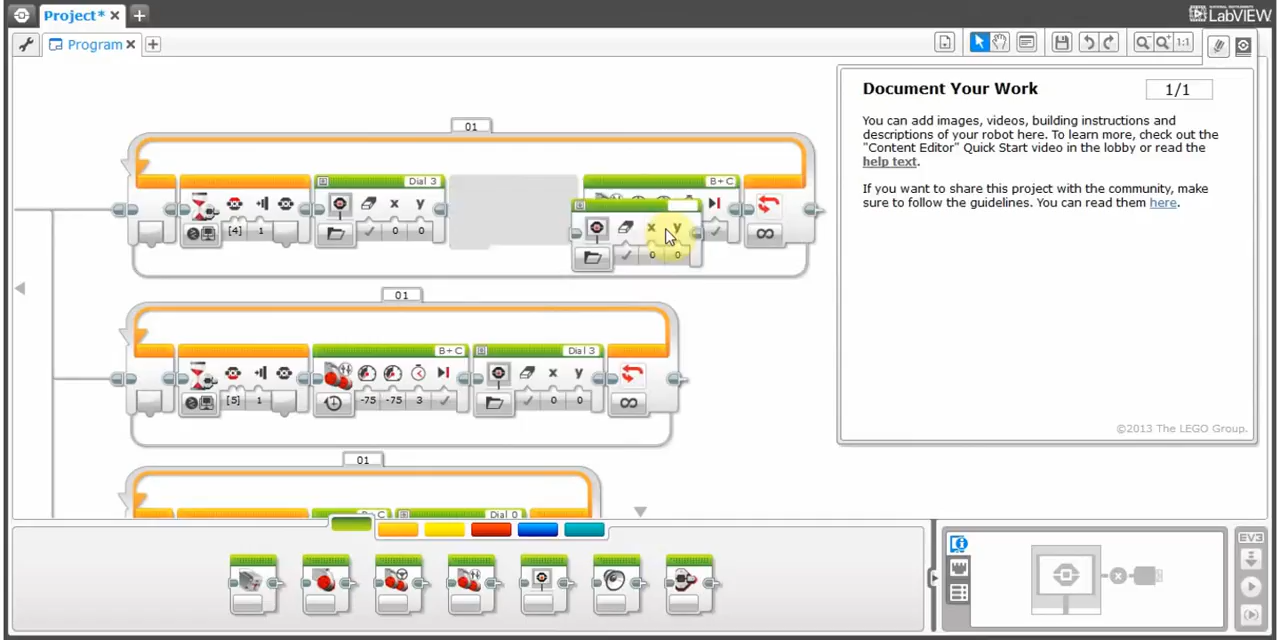 Project*
LabVIEW
Program
1:1
Document Your Work
1/1
You can add images, videos, building instructions and
descriptions of your robot here. To learn more, check out the
"Content Editor" Quick Start video in the lobby or read the
help text.
If you want to share this project with the community, make
sure to follow the guidelines. You can read them here.
©2013 The LEGO Group.
01
Dial 3
B+C
x y
[4] 1 0 0
x y
0 0
01
B+C
Dial 3
x y
[5] 1 -75 -75 3 0 0
01
Dial 0
EV3